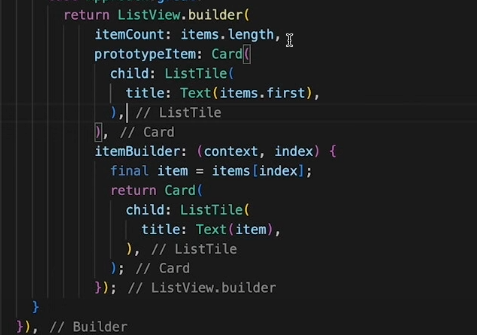 return ListView.builder(
itemCount: items.length,
prototypeItem: Card(
child: ListTile(
title: Text(items.first),
), // ListTile
), // Card
itemBuilder: (context, index) {
final item = items[index];
return Card(
child: ListTile(
title: Text(item),
), // ListTile
); // Card
}); // ListView.builder
}
}), // Builder